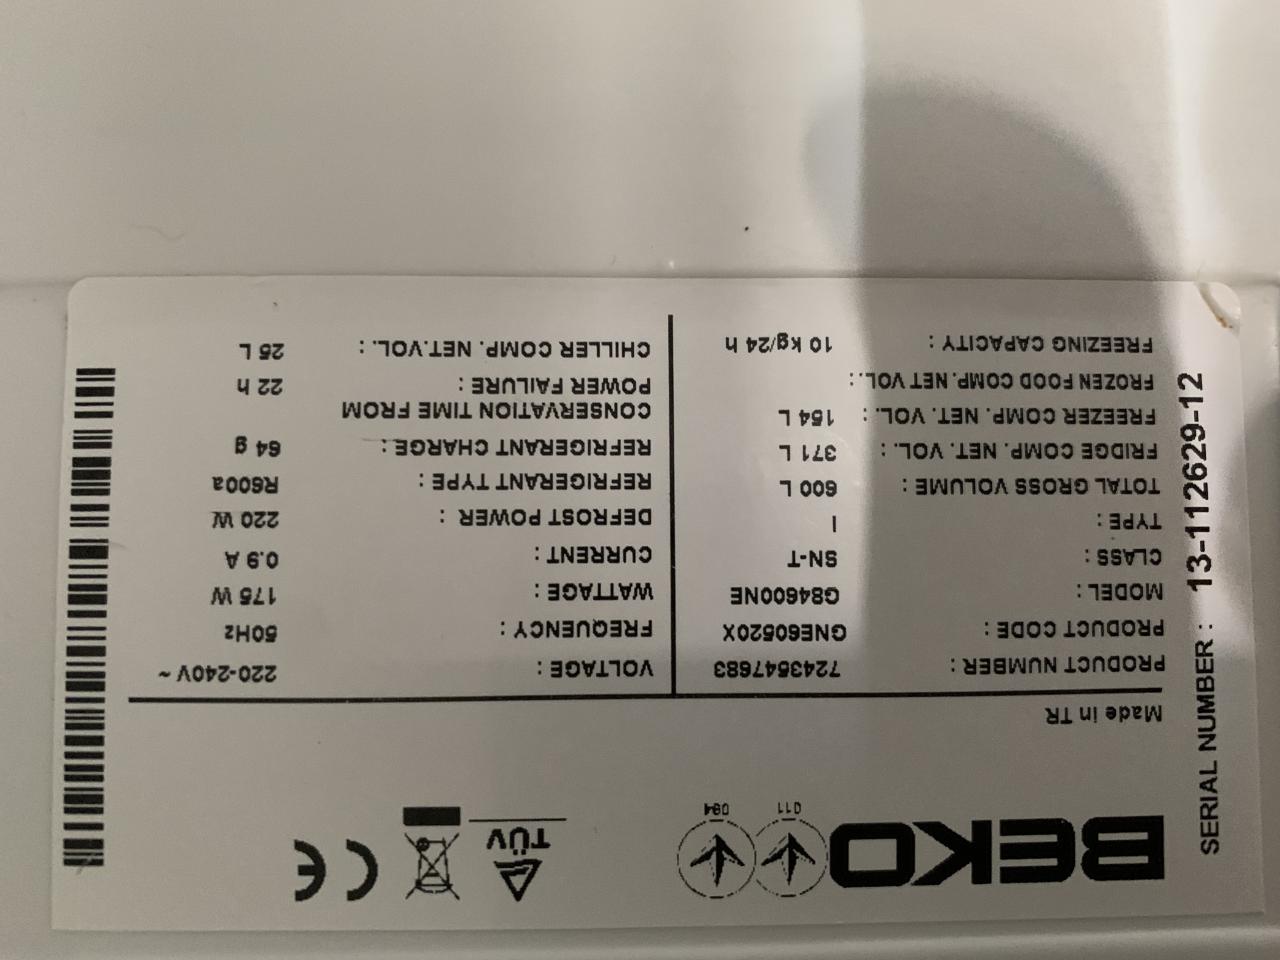 BEKO
011
094
TÜV
CE
Made in TR
PRODUCT NUMBER : 7243547683
PRODUCT CODE : GNE60520X
MODEL : G84600NE
CLASS : SN-T
TYPE : I
TOTAL GROSS VOLUME : 600 L
FRIDGE COMP. NET. VOL. : 371 L
FREEZER COMP. NET. VOL. : 154 L
FROZEN FOOD COMP. NET VOL. :
FREEZING CAPACITY : 10 kg/24 h
VOLTAGE : 220-240V ~
FREQUENCY : 50Hz
WATTAGE : 175 W
CURRENT : 0.9 A
DEFROST POWER : 220 W
REFRIGERANT TYPE : R600a
REFRIGERANT CHARGE : 64 g
CONSERVATION TIME FROM
POWER FAILURE : 22 h
CHILLER COMP. NET.VOL. : 25 L
SERIAL NUMBER : 13-112629-12